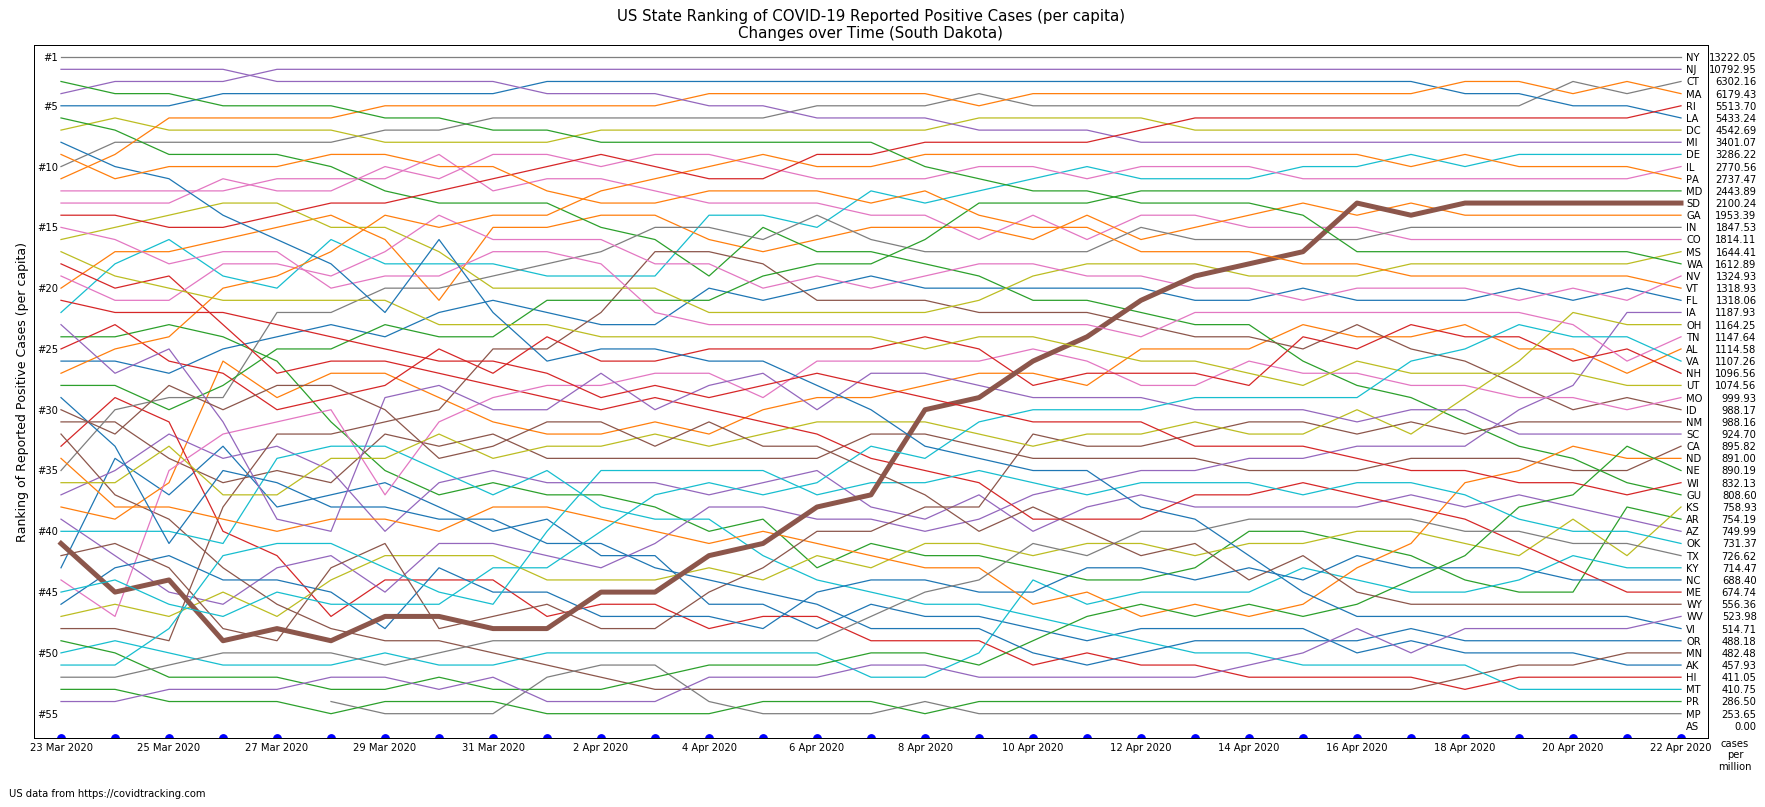 US State Ranking of COVID-19 Reported Positive Cases (per capita)
Changes over Time (South Dakota)
Ranking of Reported Positive Cases (per capita)
#1
#5
#10
#15
#20
#25
#30
#35
#40
#45
#50
#55
NY 13222.05
NJ 10792.95
CT 6302.16
MA 6179.43
RI 5513.70
LA 5433.24
DC 4542.69
MI 3401.07
DE 3286.22
IL 2770.56
PA 2737.47
MD 2443.89
SD 2100.24
GA 1953.39
IN 1847.53
CO 1814.11
MS 1644.41
WA 1612.89
NV 1324.93
VT 1318.93
FL 1318.06
IA 1187.93
OH 1164.25
TN 1147.64
AL 1114.58
VA 1107.26
NH 1096.56
UT 1074.56
MO 999.93
ID 988.17
NM 988.16
SC 924.70
CA 895.82
ND 891.00
NE 890.19
WI 832.13
GU 808.60
KS 758.93
AR 754.19
AZ 749.99
OK 731.37
TX 726.62
KY 714.47
NC 688.40
ME 674.74
WY 556.36
WV 523.98
VI 514.71
OR 488.18
MN 482.48
AK 457.93
HI 411.05
MT 410.75
PR 286.50
MP 253.65
AS 0.00
23 Mar 2020 25 Mar 2020 27 Mar 2020 29 Mar 2020 31 Mar 2020 2 Apr 2020 4 Apr 2020 6 Apr 2020 8 Apr 2020 10 Apr 2020 12 Apr 2020 14 Apr 2020 16 Apr 2020 18 Apr 2020 20 Apr 2020 22 Apr 2020
cases
per
million
US data from https://covidtracking.com